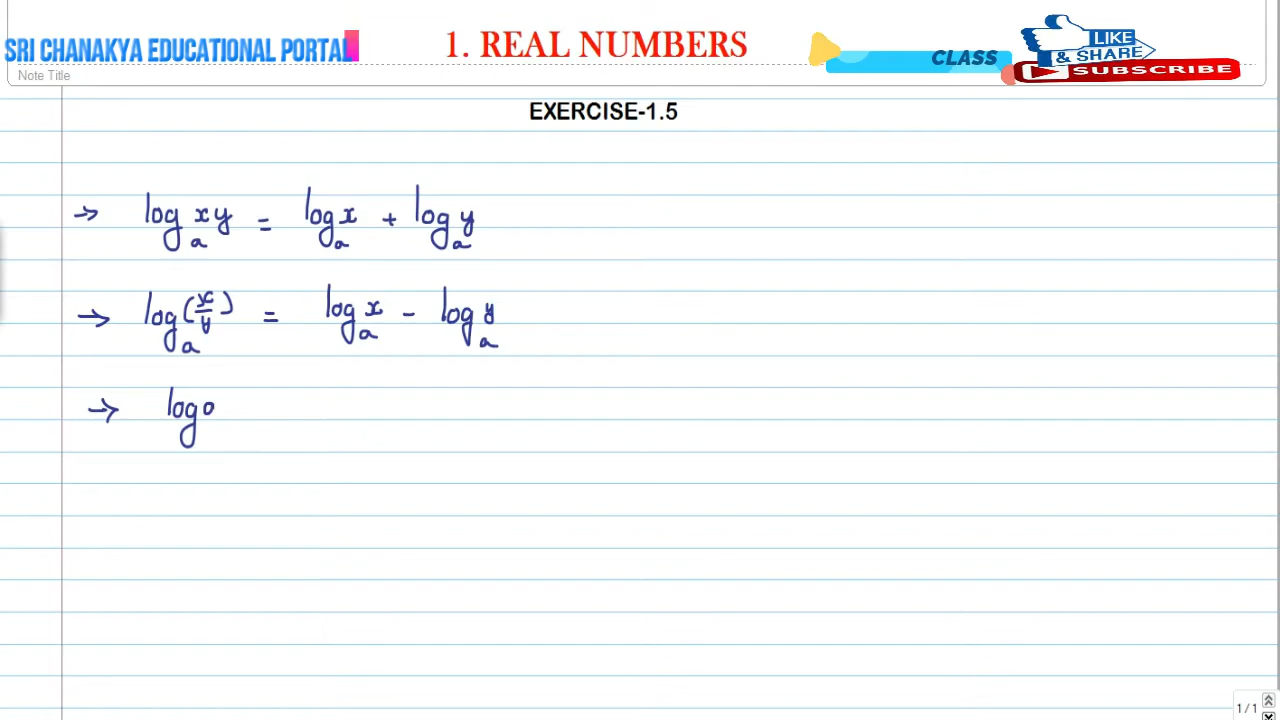 SRI CHANAKYA EDUCATIONAL PORTAL
1. REAL NUMBERS
CLASS
LIKE
& SHARE
SUBSCRIBE
Note Title
EXERCISE-1.5
→ log_a xy = log_a x + log_a y
→ log_a (x/y) = log_a x - log_a y
→ log
1/1